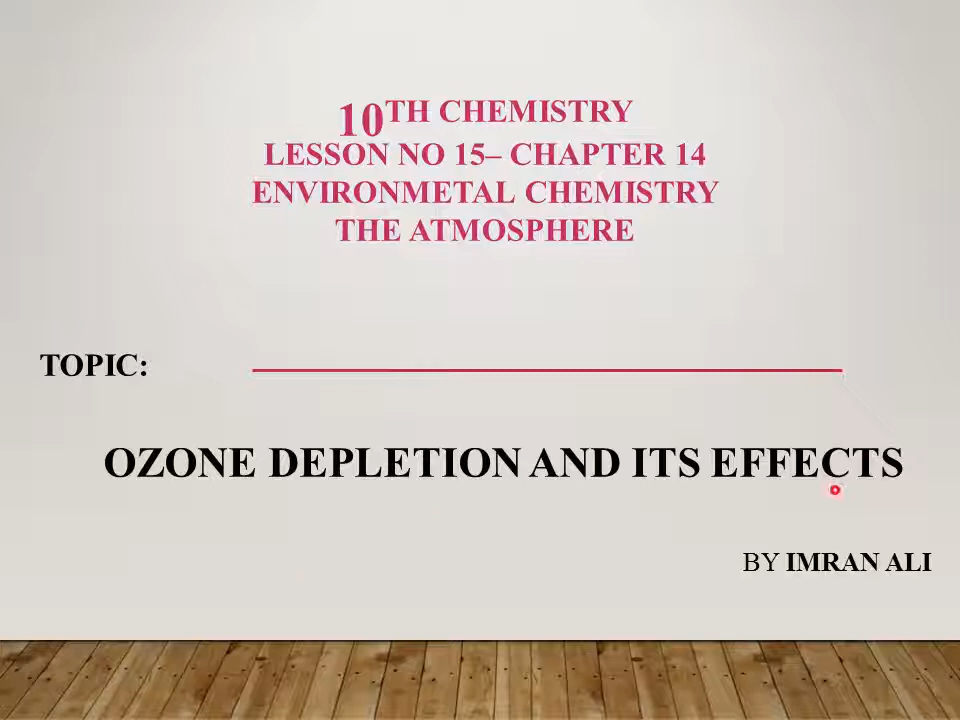 10TH CHEMISTRY
LESSON NO 15– CHAPTER 14
ENVIRONMETAL CHEMISTRY
THE ATMOSPHERE
TOPIC:
OZONE DEPLETION AND ITS EFFECTS
BY IMRAN ALI